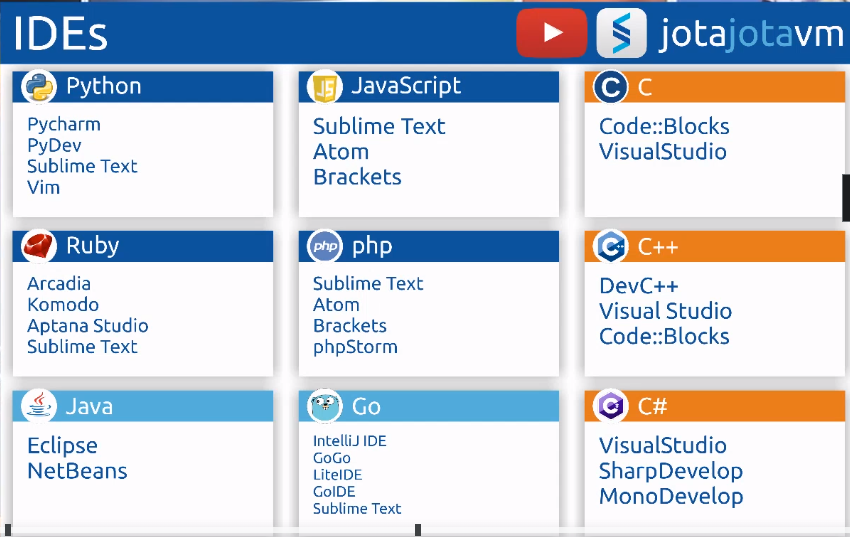 IDEs
jotajotavm
Python
Pycharm
PyDev
Sublime Text
Vim
JS
JavaScript
Sublime Text
Atom
Brackets
C
C
Code::Blocks
VisualStudio
Ruby
Arcadia
Komodo
Aptana Studio
Sublime Text
php
php
Sublime Text
Atom
Brackets
phpStorm
C++
C++
DevC++
Visual Studio
Code::Blocks
Java
Eclipse
NetBeans
Go
IntelliJ IDE
GoGo
LiteIDE
GoIDE
Sublime Text
C#
C#
VisualStudio
SharpDevelop
MonoDevelop